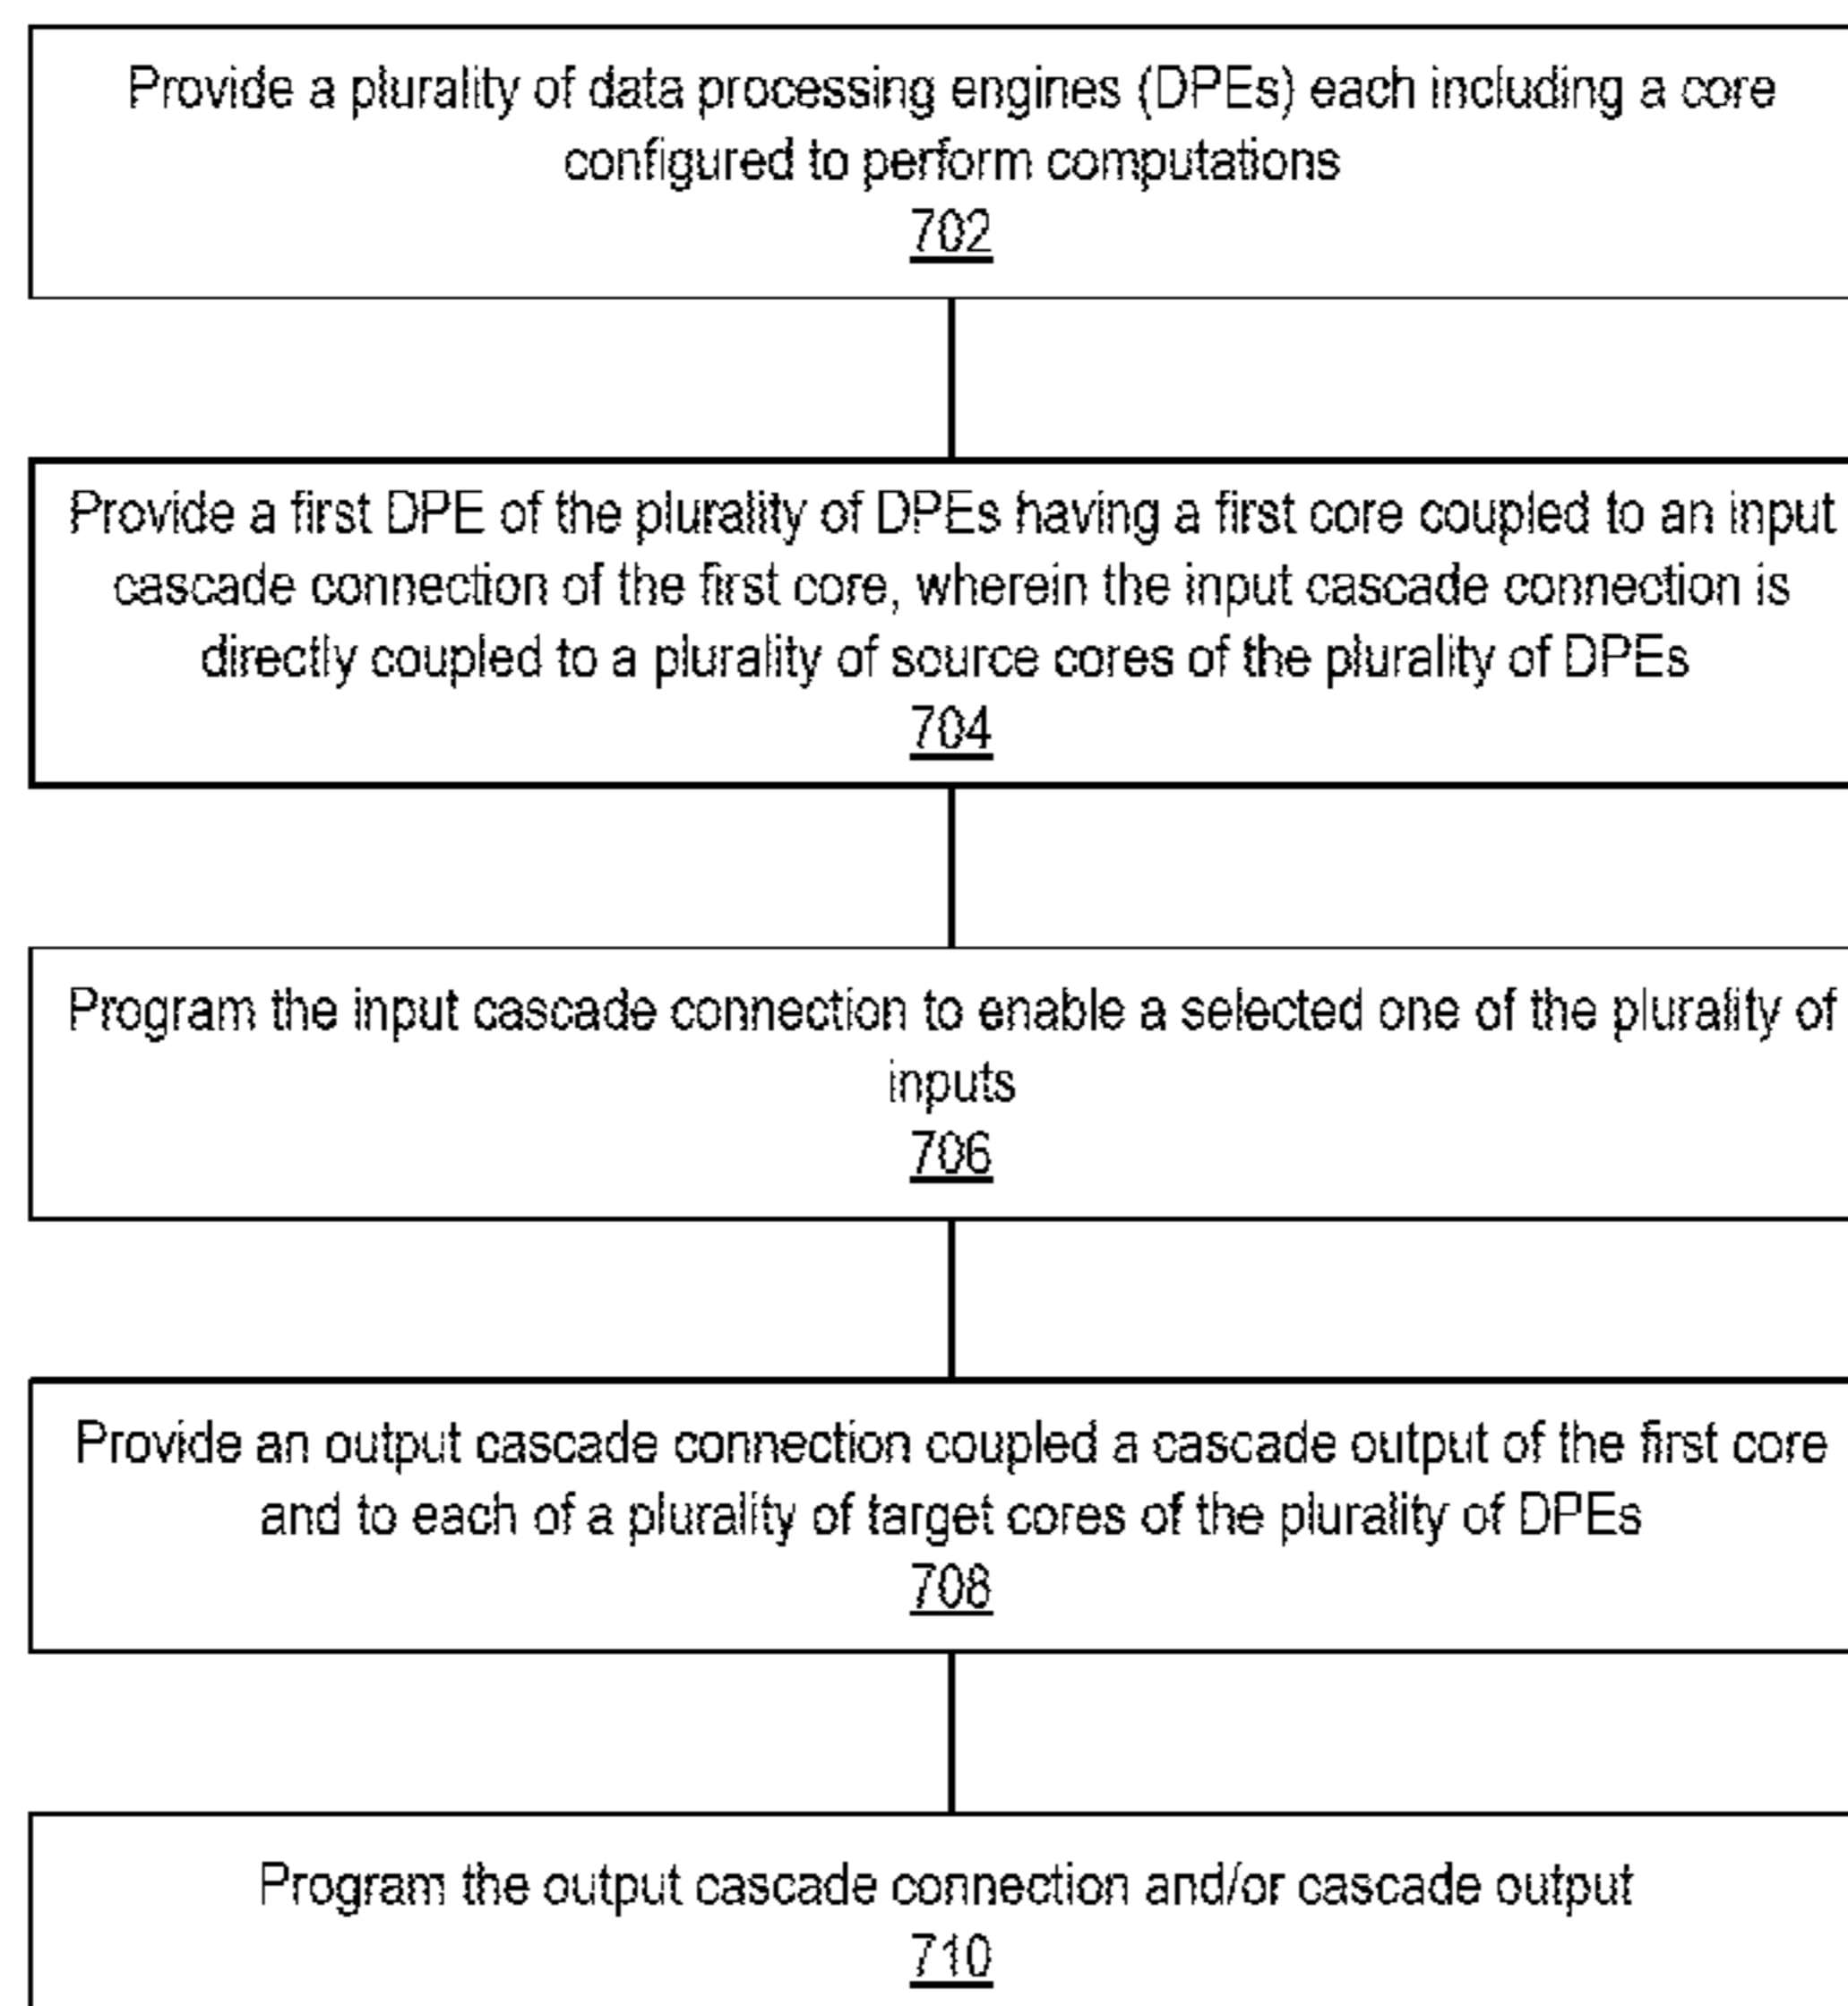 Provide a plurality of data processing engines (DPEs) each including a core
configured to perform computations
702
Provide a first DPE of the plurality of DPEs having a first core coupled to an input
cascade connection of the first core, wherein the input cascade connection is
directly coupled to a plurality of source cores of the plurality of DPEs
704
Program the input cascade connection to enable a selected one of the plurality of
inputs
706
Provide an output cascade connection coupled a cascade output of the first core
and to each of a plurality of target cores of the plurality of DPEs
708
Program the output cascade connection and/or cascade output
710